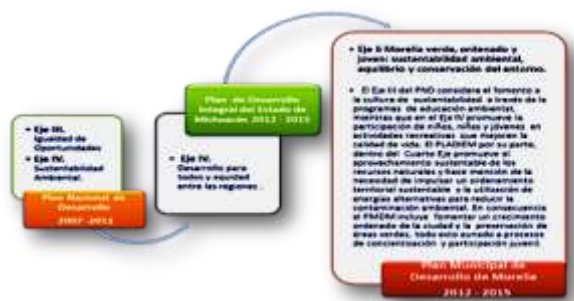 • Eje III.
Igualdad de
Oportunidades
• Eje IV.
Sustentabilidad
Ambiental.
Plan Nacional de
Desarrollo
2007 -2012
Plan de Desarrollo
Integral del Estado de
Michoacán 2012 - 2015
• Eje IV.
Desarrollo para
todos y equidad
entre las regiones .
• Eje 5 Morelia verde, ordenado y
joven: sustentabilidad ambiental,
equilibrio y conservación del entorno.
• El Eje III del PND considera el fomento a
la cultura de sustentabilidad a través de la
programas de educación ambiental,
mientras que en el Eje IV promueve la
participación de niños, niñas y jóvenes en
actividades recreativas que mejoren la
calidad de vida. El PLADIEM por su parte,
dentro del Cuarto Eje promueve el
aprovechamiento sustentable de los
recursos naturales y hace mención de la
necesidad de impulsar un ordenamiento
territorial sustentable y la utilización de
energías alternativas para reducir la
contaminación ambiental. En consecuencia
el PMDM incluye fomentar un crecimiento
ordenado de la ciudad y la preservación de
áreas verdes, todo esto aunado a procesos
de concientización y participación juvenil.
Plan Municipal de
Desarrollo de Morelia
2012 - 2015